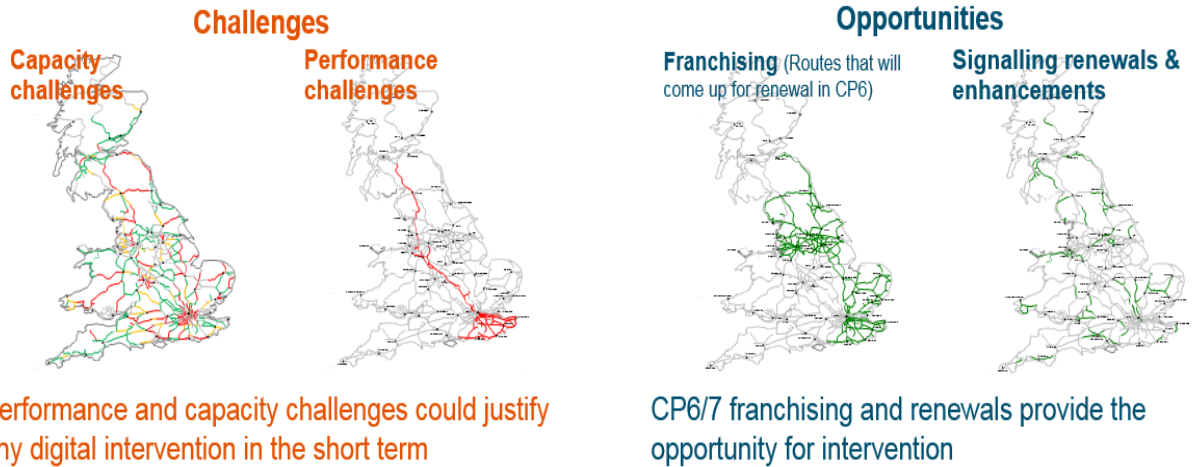 Challenges
Capacity
challenges
Performance
challenges
Opportunities
Franchising (Routes that will
come up for renewal in CP6)
Signalling renewals &
enhancements
erformance and capacity challenges could justify
ny digital intervention in the short term
CP6/7 franchising and renewals provide the
opportunity for intervention